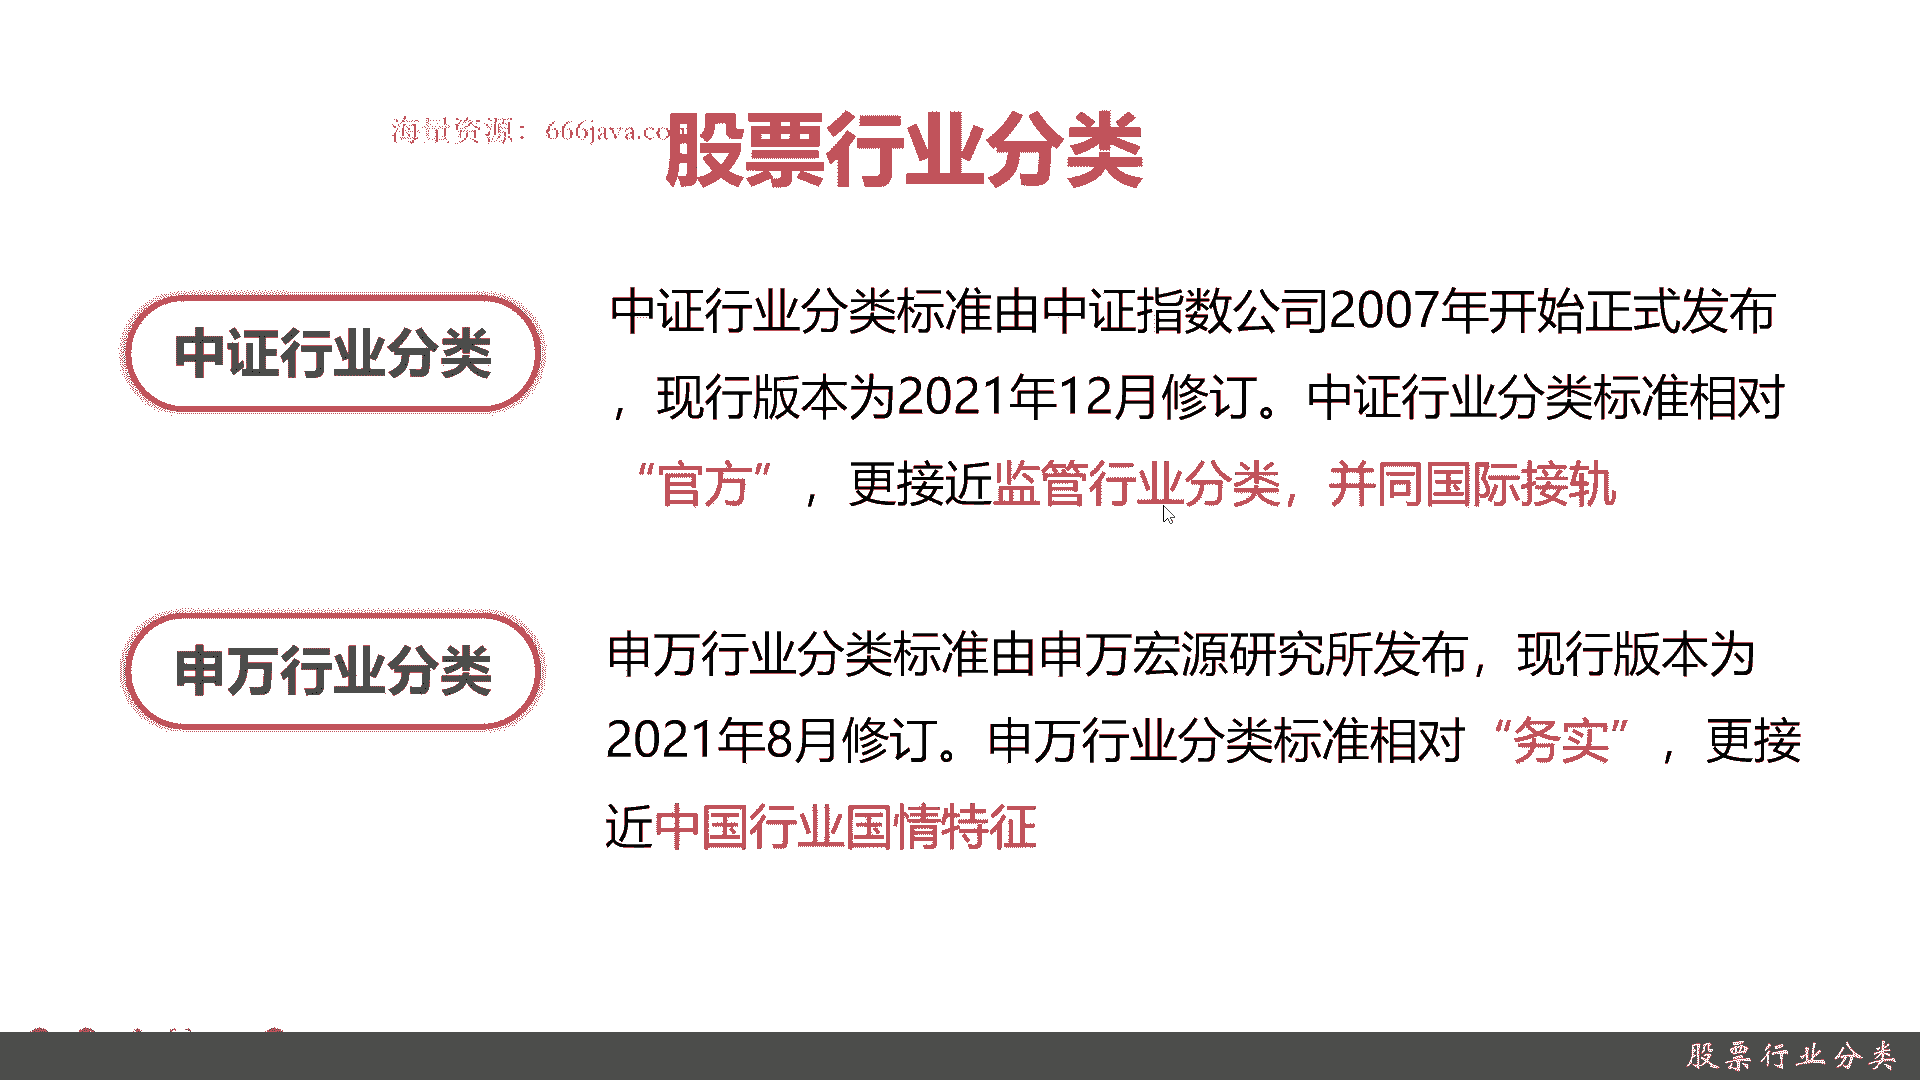 海量资源：666java.com
股票行业分类
中证行业分类
中证行业分类标准由中证指数公司2007年开始正式发布
，现行版本为2021年12月修订。中证行业分类标准相对
“官方”，更接近监管行业分类，并同国际接轨
申万行业分类
申万行业分类标准由申万宏源研究所发布，现行版本为
2021年8月修订。申万行业分类标准相对“务实”，更接
近中国行业国情特征
股票行业分类